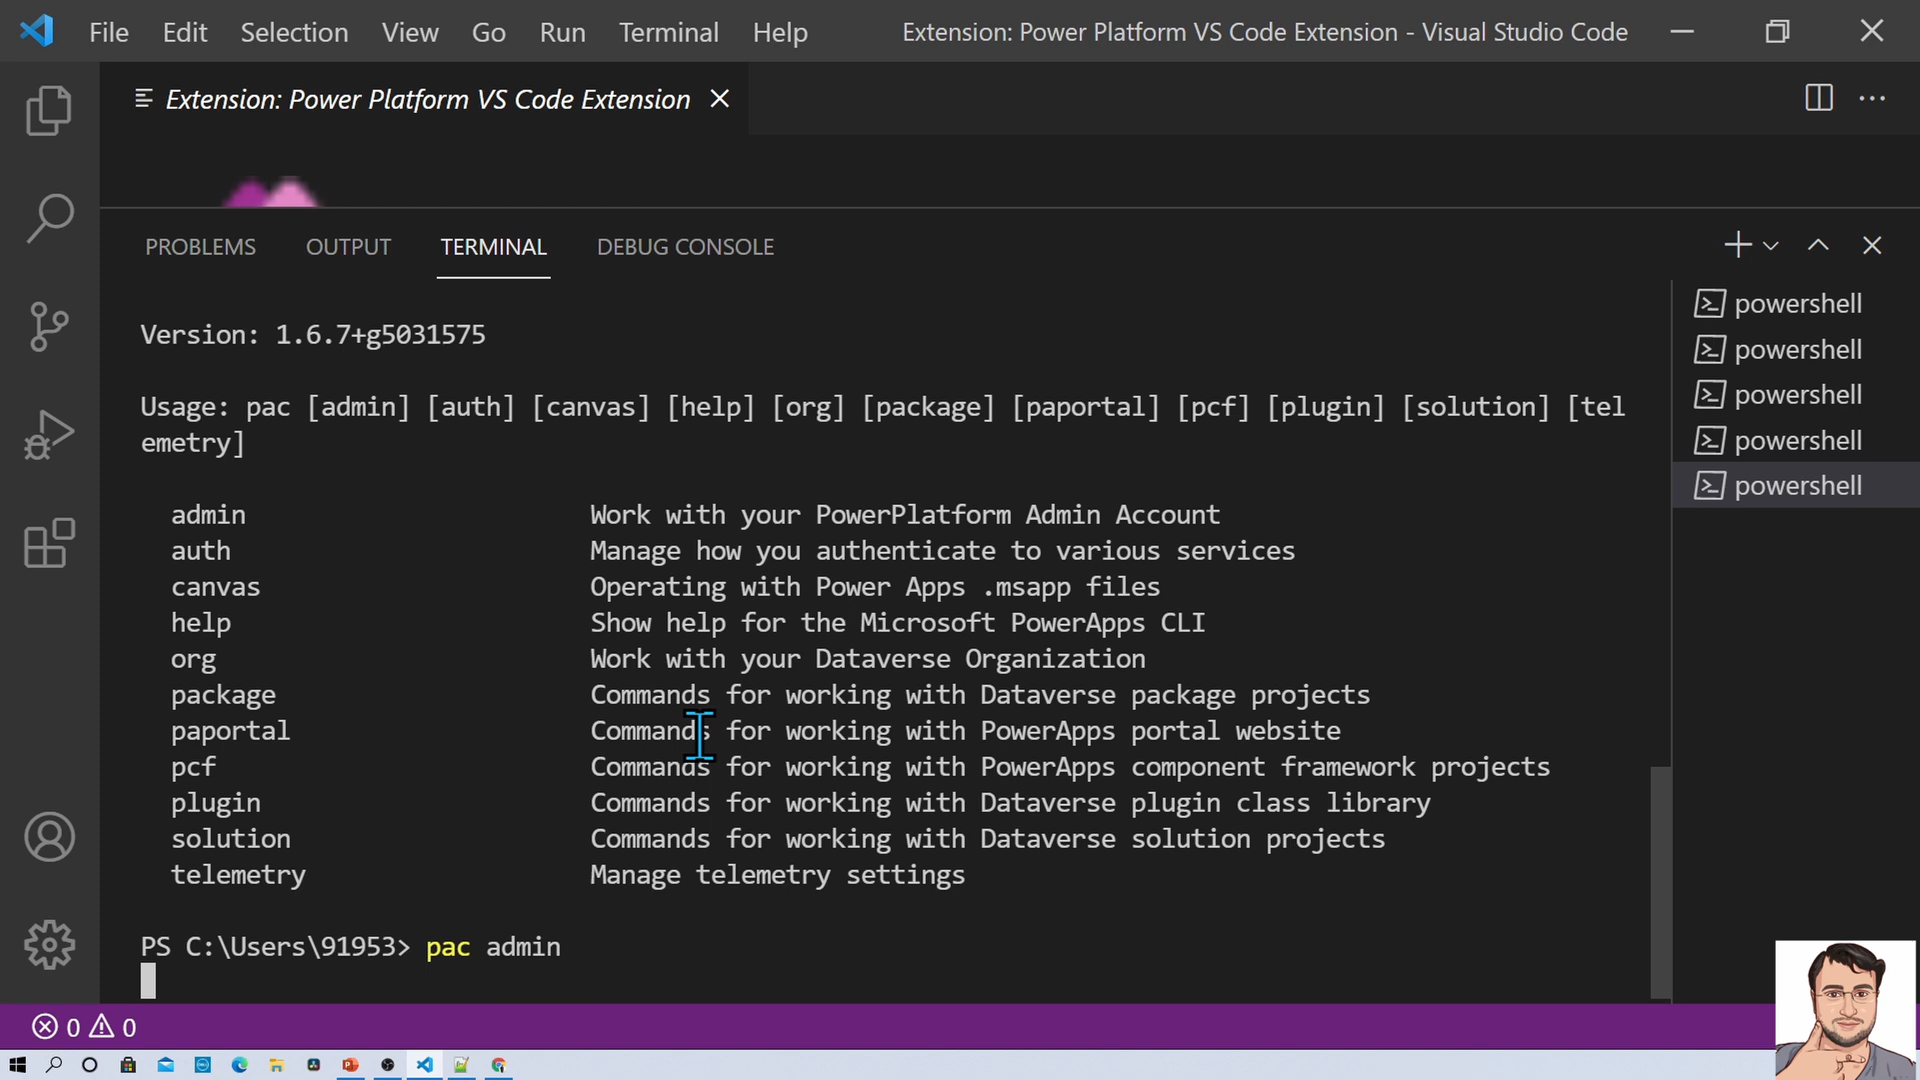 File Edit Selection View Go Run Terminal Help Extension: Power Platform VS Code Extension - Visual Studio Code
Extension: Power Platform VS Code Extension
PROBLEMS OUTPUT TERMINAL DEBUG CONSOLE
powershell
powershell
powershell
powershell
powershell
Version: 1.6.7+g5031575
Usage: pac [admin] [auth] [canvas] [help] [org] [package] [paportal] [pcf] [plugin] [solution] [tel
emetry]
admin Work with your PowerPlatform Admin Account
auth Manage how you authenticate to various services
canvas Operating with Power Apps .msapp files
help Show help for the Microsoft PowerApps CLI
org Work with your Dataverse Organization
package Commands for working with Dataverse package projects
paportal Commands for working with PowerApps portal website
pcf Commands for working with PowerApps component framework projects
plugin Commands for working with Dataverse plugin class library
solution Commands for working with Dataverse solution projects
telemetry Manage telemetry settings
PS C:\Users\91953> pac admin
0 0